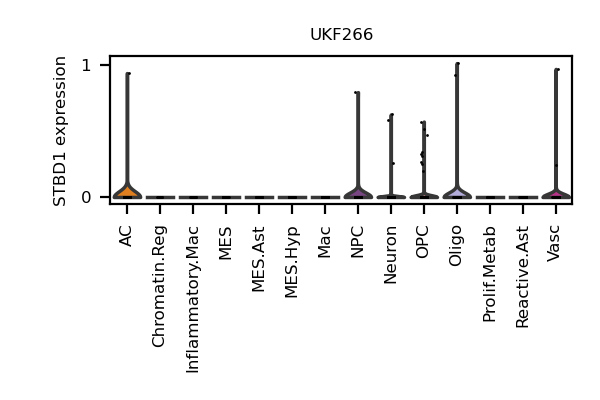 UKF266
STBD1 expression
1
0
AC
Chromatin.Reg
Inflammatory.Mac
MES
MES.Ast
MES.Hyp
Mac
NPC
Neuron
OPC
Oligo
Prolif.Metab
Reactive.Ast
Vasc